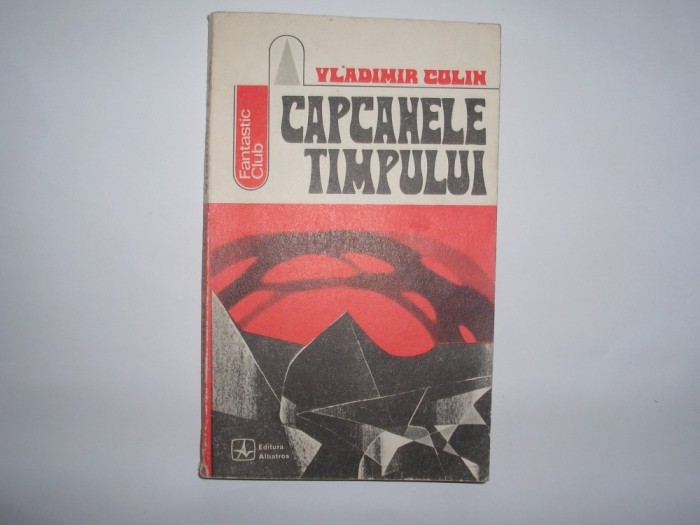 VLADIMIR COLIN
CAPCANELE
TIMPULUI
Fantastic
Club
Editura
Albatros